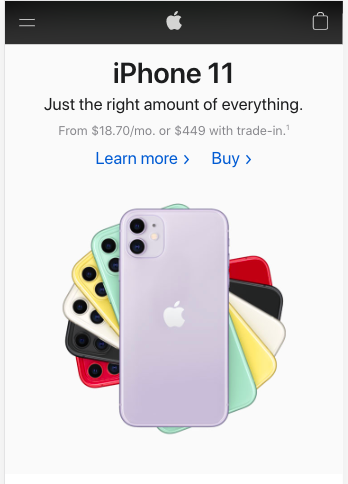 iPhone 11
Just the right amount of everything.
From $18.70/mo. or $449 with trade-in.¹
Learn more > Buy >